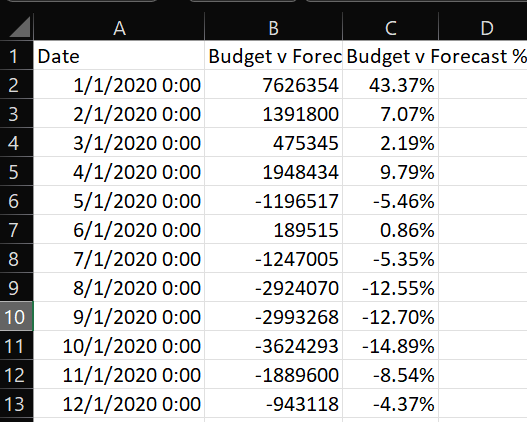 A B C D
1 Date Budget v Forec Budget v Forecast %
2 1/1/2020 0:00 7626354 43.37%
3 2/1/2020 0:00 1391800 7.07%
4 3/1/2020 0:00 475345 2.19%
5 4/1/2020 0:00 1948434 9.79%
6 5/1/2020 0:00 -1196517 -5.46%
7 6/1/2020 0:00 189515 0.86%
8 7/1/2020 0:00 -1247005 -5.35%
9 8/1/2020 0:00 -2924070 -12.55%
10 9/1/2020 0:00 -2993268 -12.70%
11 10/1/2020 0:00 -3624293 -14.89%
12 11/1/2020 0:00 -1889600 -8.54%
13 12/1/2020 0:00 -943118 -4.37%